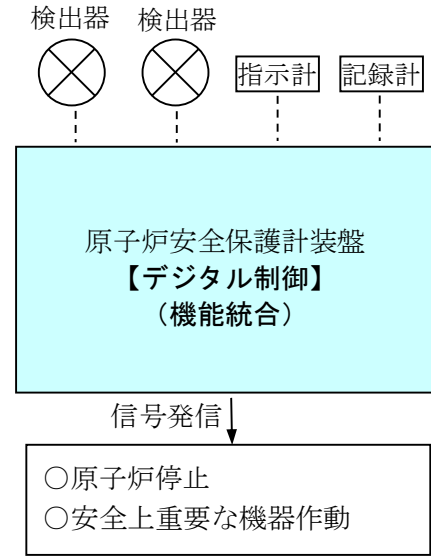 検出器 検出器
指示計 記録計
原子炉安全保護計装盤
【デジタル制御】
（機能統合）
信号発信
○原子炉停止
○安全上重要な機器作動